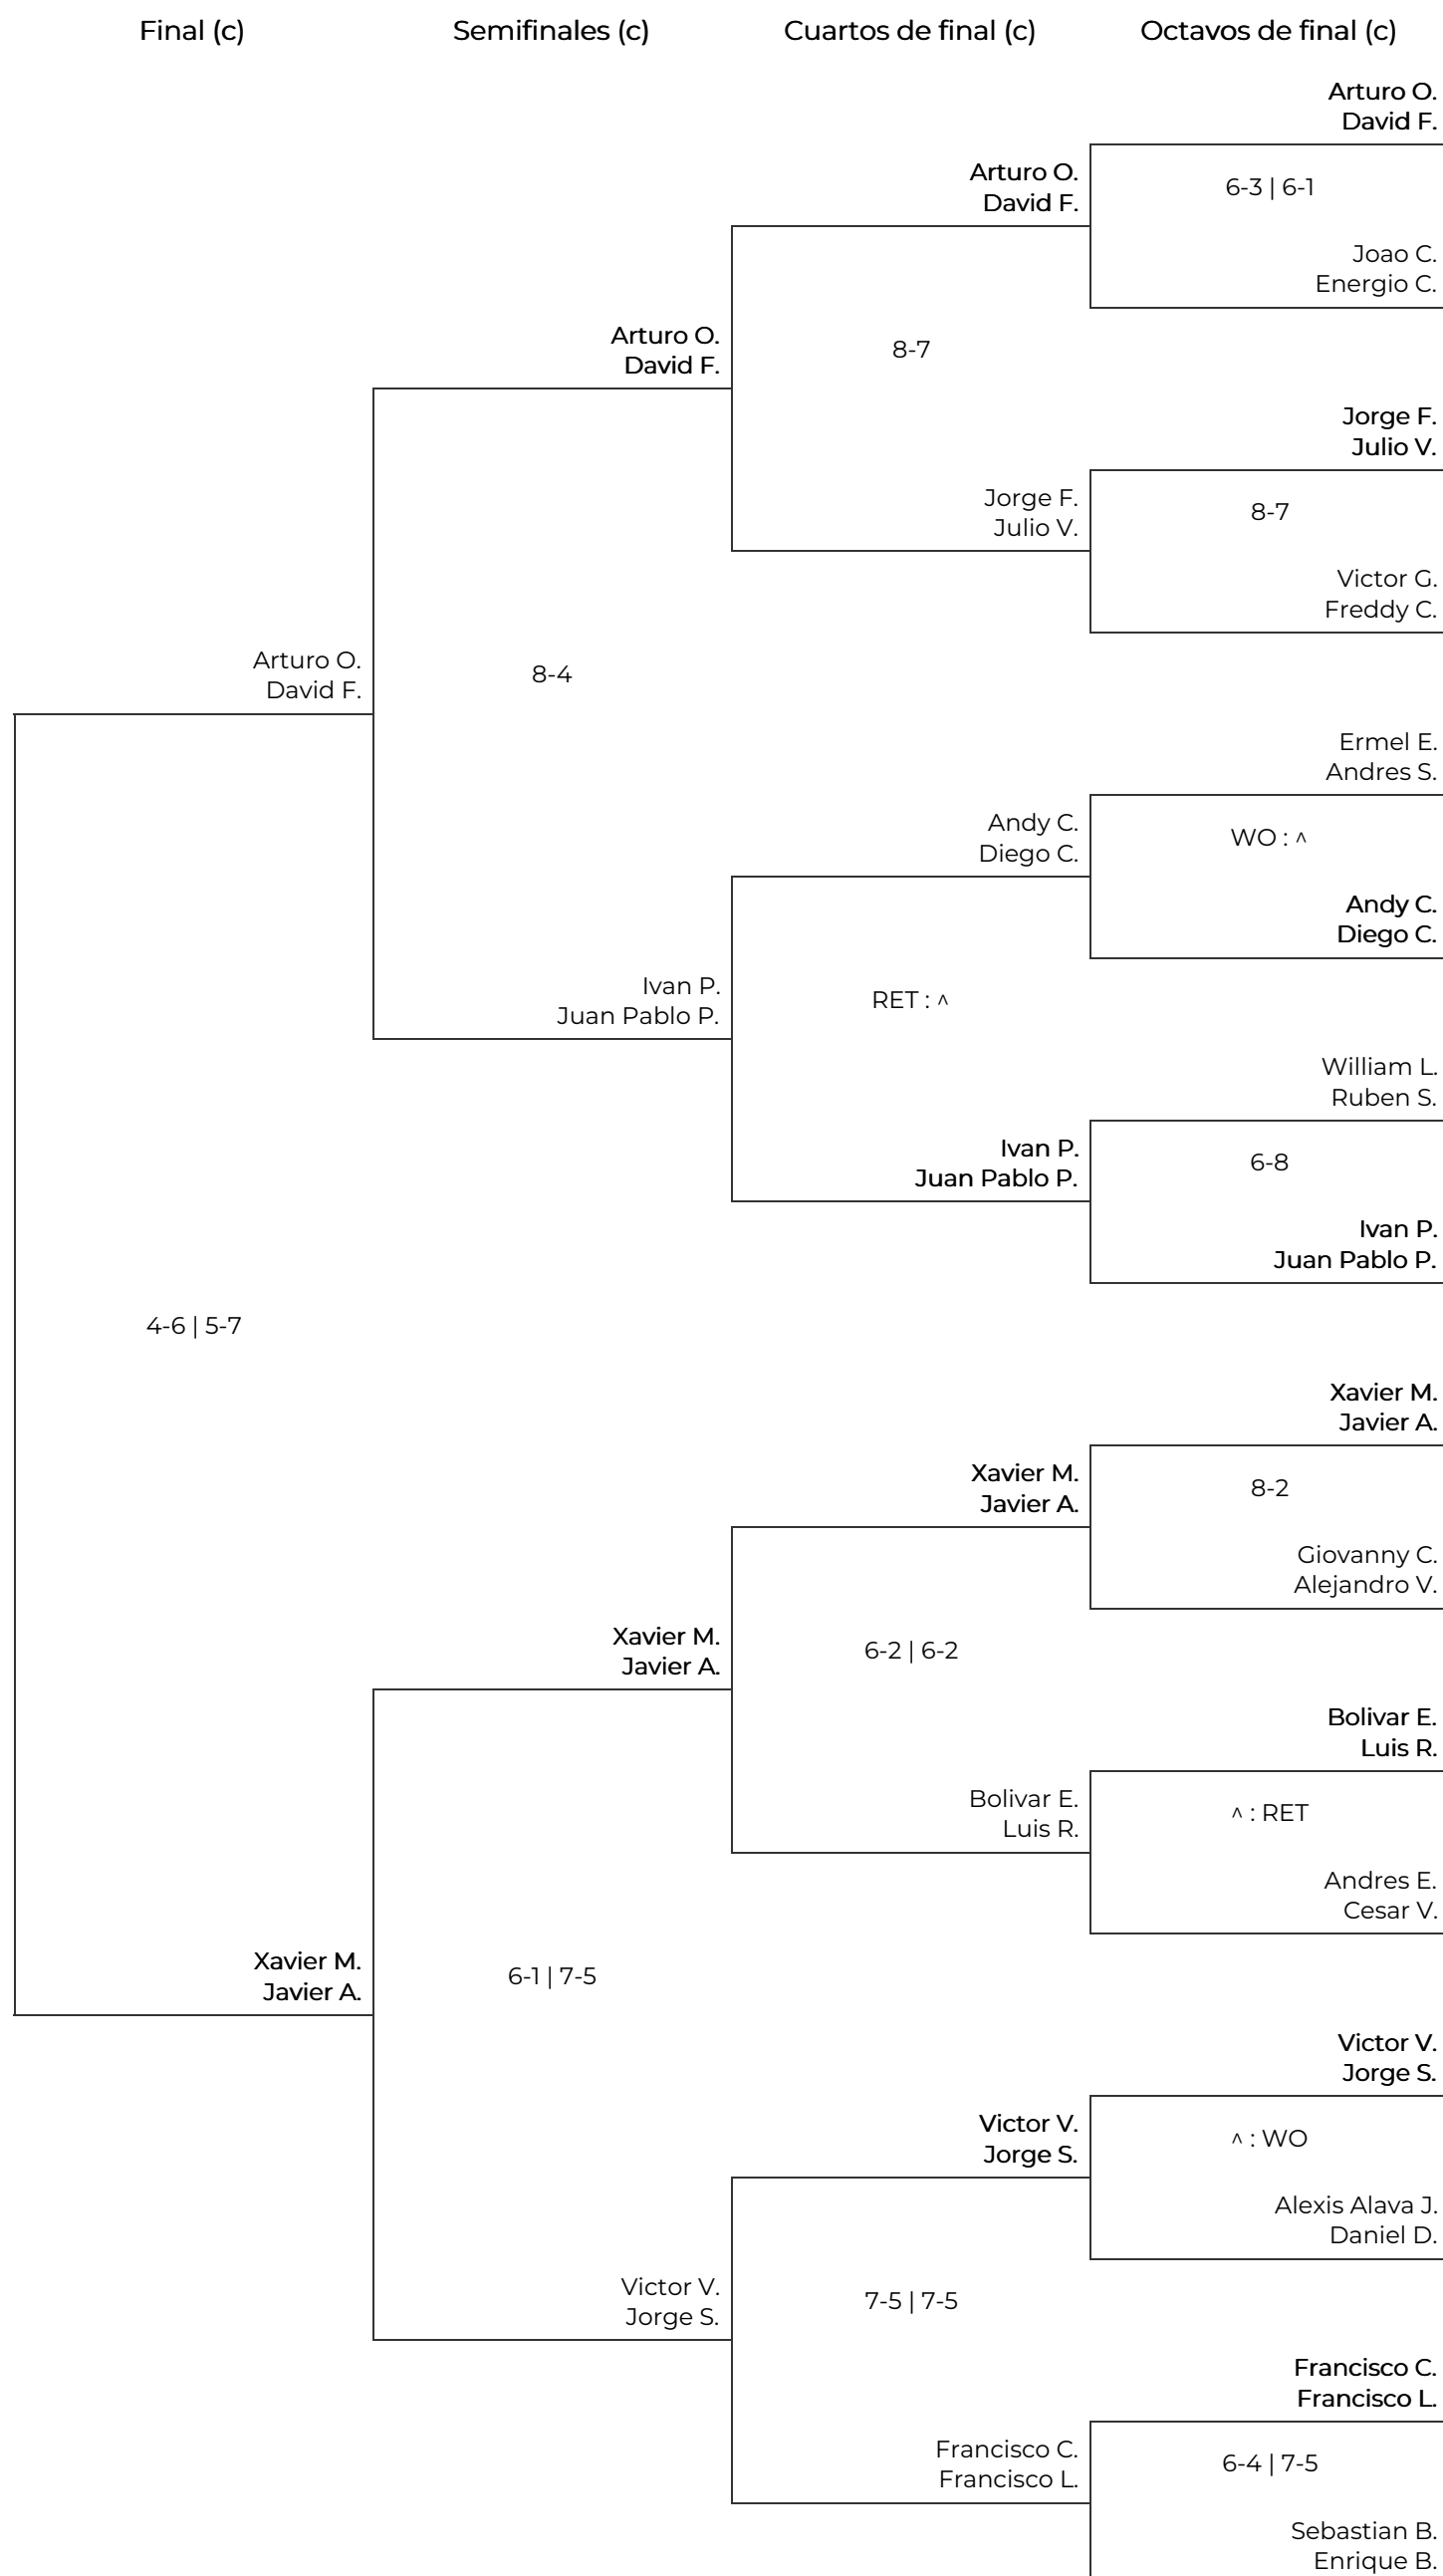 Final (c) Semifinales (c) Cuartos de final (c) Octavos de final (c)
Arturo O.
David F.
Arturo O.
David F.
6-3 | 6-1
Joao C.
Energio C.
Arturo O.
David F.
8-7
Jorge F.
Julio V.
Jorge F.
Julio V.
8-7
Victor G.
Freddy C.
Arturo O.
David F.
8-4
Ermel E.
Andres S.
Andy C.
Diego C.
WO : ^
Andy C.
Diego C.
Ivan P.
Juan Pablo P.
RET : ^
William L.
Ruben S.
Ivan P.
Juan Pablo P.
6-8
Ivan P.
Juan Pablo P.
4-6 | 5-7
Xavier M.
Javier A.
Xavier M.
Javier A.
8-2
Giovanny C.
Alejandro V.
Xavier M.
Javier A.
6-2 | 6-2
Bolivar E.
Luis R.
Bolivar E.
Luis R.
^ : RET
Andres E.
Cesar V.
Xavier M.
Javier A.
6-1 | 7-5
Victor V.
Jorge S.
Victor V.
Jorge S.
^ : WO
Alexis Alava J.
Daniel D.
Victor V.
Jorge S.
7-5 | 7-5
Francisco C.
Francisco L.
Francisco C.
Francisco L.
6-4 | 7-5
Sebastian B.
Enrique B.